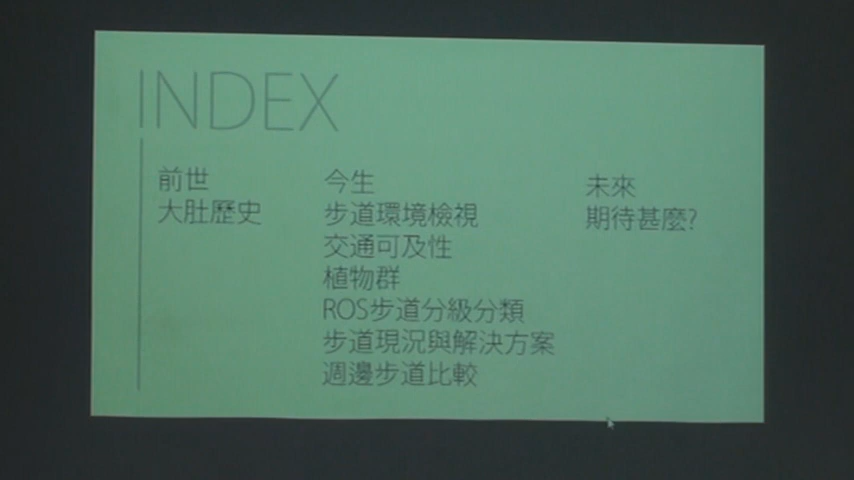 INDEX
前世
大肚歷史
今生
步道環境檢視
交通可及性
植物群
ROS步道分級分類
步道現況與解決方案
週邊步道比較
未來
期待甚麼?